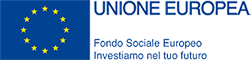 UNIONE EUROPEA
Fondo Sociale Europeo
Investiamo nel tuo futuro